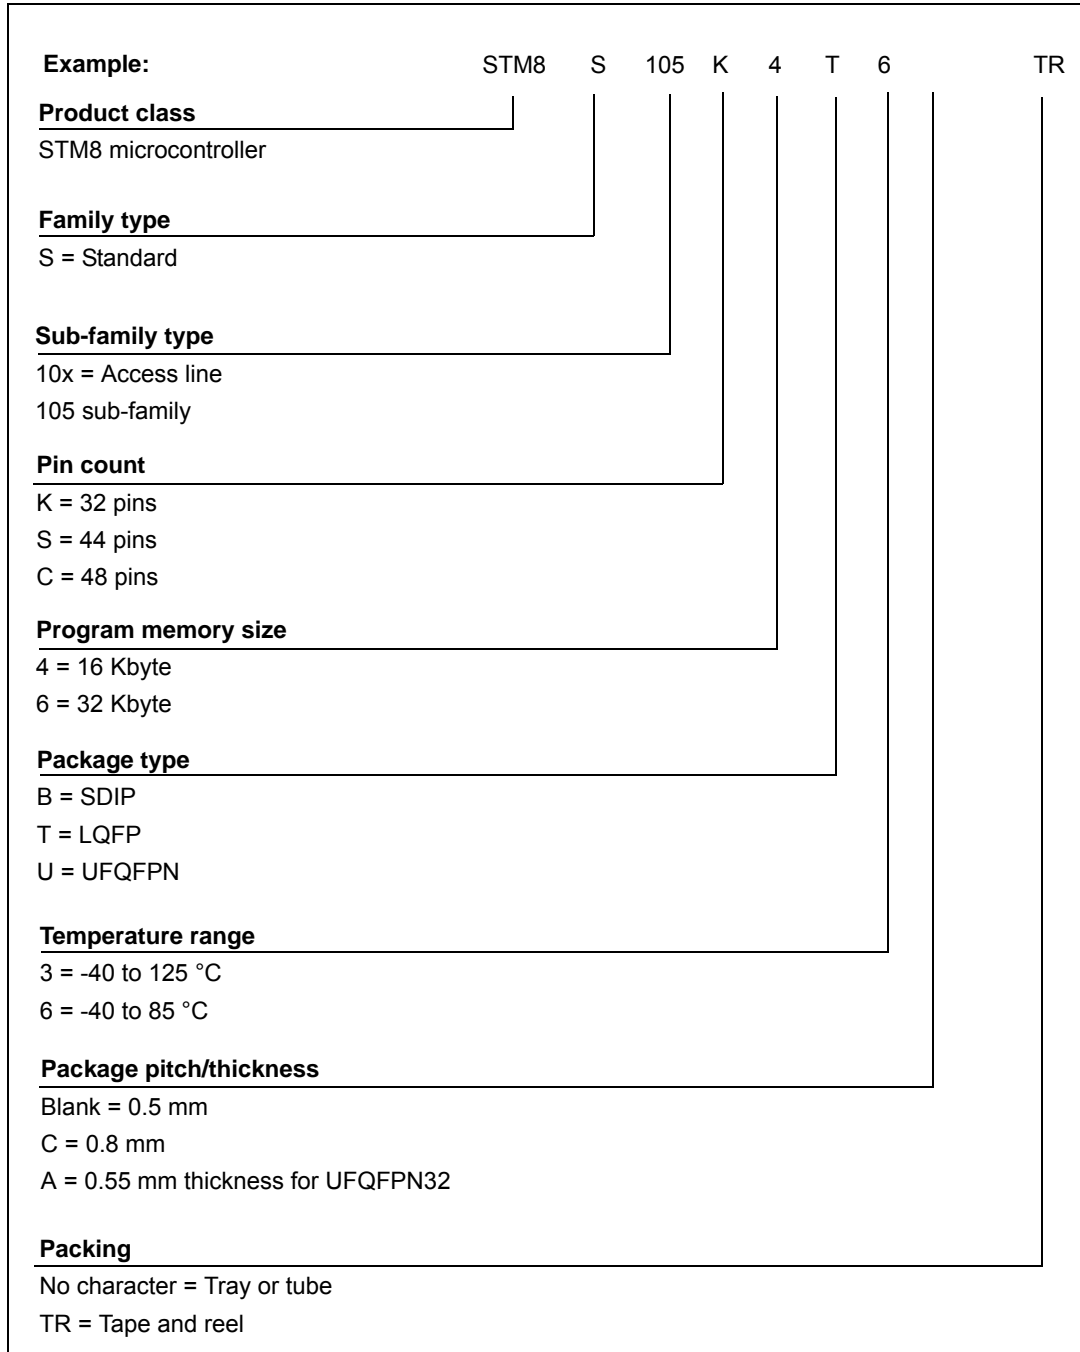 Example: STM8 S 105 K 4 T 6 TR
Product class
STM8 microcontroller
Family type
S = Standard
Sub-family type
10x = Access line
105 sub-family
Pin count
K = 32 pins
S = 44 pins
C = 48 pins
Program memory size
4 = 16 Kbyte
6 = 32 Kbyte
Package type
B = SDIP
T = LQFP
U = UFQFPN
Temperature range
3 = -40 to 125 °C
6 = -40 to 85 °C
Package pitch/thickness
Blank = 0.5 mm
C = 0.8 mm
A = 0.55 mm thickness for UFQFPN32
Packing
No character = Tray or tube
TR = Tape and reel